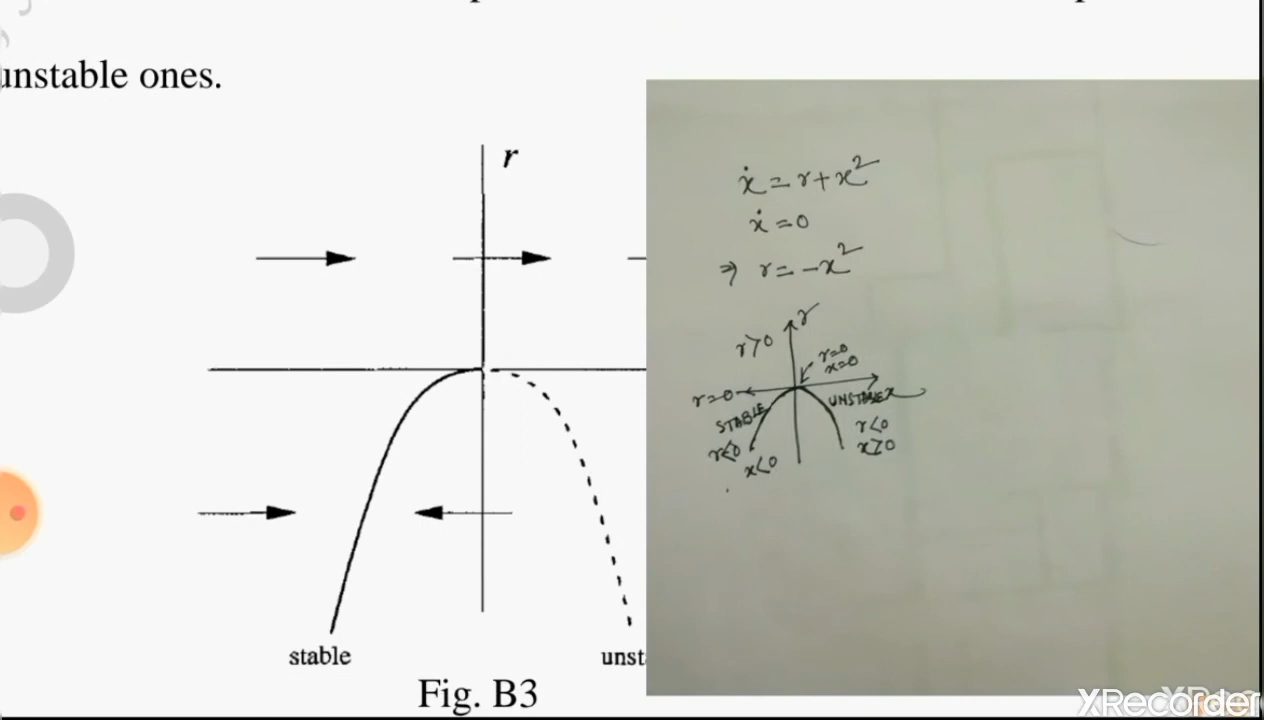 unstable ones.
r
stable
unst
Fig. B3
ẋ = r + x²
ẋ = 0
⇒ r = -x²
r
r>0
r=0
x=0
r=0
STABLE
UNSTABLE
x
r<0
x<0
r<0
x>0
XRecorder